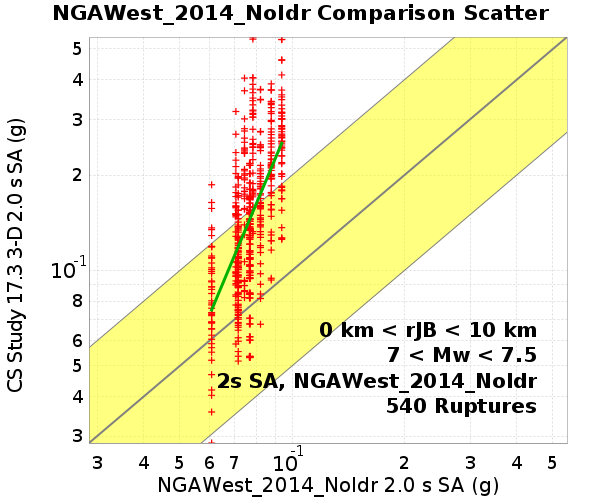 NGAWest_2014_NoIdr Comparison Scatter
CS Study 17.3 3-D 2.0 s SA (g)
5
4
3
2
10⁻¹
8
6
5
4
3
0 km < rJB < 10 km
7 < Mw < 7.5
2s SA, NGAWest_2014_NoIdr
540 Ruptures
3 4 5 6 7 10⁻¹ 2 3 4 5
NGAWest_2014_NoIdr 2.0 s SA (g)